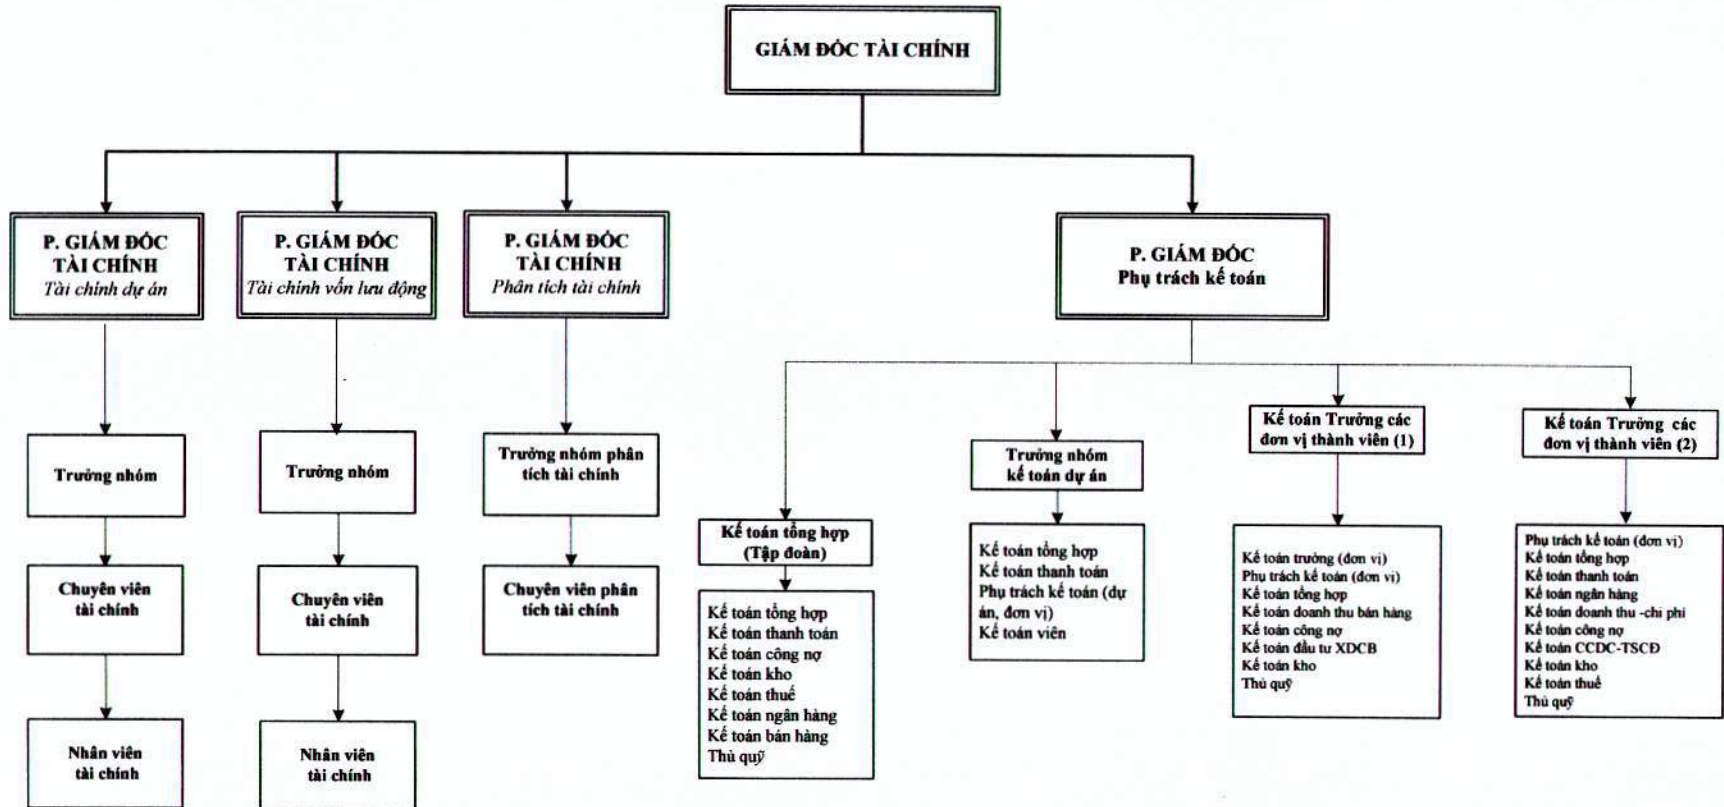 GIÁM ĐỐC TÀI CHÍNH
P. GIÁM ĐỐC
TÀI CHÍNH
Tài chính dự án
P. GIÁM ĐỐC
TÀI CHÍNH
Tài chính vốn lưu động
P. GIÁM ĐỐC
TÀI CHÍNH
Phân tích tài chính
P. GIÁM ĐỐC
Phụ trách kế toán
Trưởng nhóm
Chuyên viên
tài chính
Nhân viên
tài chính
Trưởng nhóm
Chuyên viên
tài chính
Nhân viên
tài chính
Trưởng nhóm phân
tích tài chính
Chuyên viên phân
tích tài chính
Kế toán tổng hợp
(Tập đoàn)
Kế toán tổng hợp
Kế toán thanh toán
Kế toán công nợ
Kế toán kho
Kế toán thuế
Kế toán ngân hàng
Kế toán bán hàng
Thủ quỹ
Trưởng nhóm
kế toán dự án
Kế toán tổng hợp
Kế toán thanh toán
Phụ trách kế toán (dự
án, đơn vị)
Kế toán viên
Kế toán Trưởng các
đơn vị thành viên (1)
Kế toán trưởng (đơn vị)
Phụ trách kế toán (đơn vị)
Kế toán tổng hợp
Kế toán doanh thu bán hàng
Kế toán công nợ
Kế toán đầu tư XDCB
Kế toán kho
Thủ quỹ
Kế toán Trưởng các
đơn vị thành viên (2)
Phụ trách kế toán (đơn vị)
Kế toán tổng hợp
Kế toán thanh toán
Kế toán ngân hàng
Kế toán doanh thu -chi phí
Kế toán công nợ
Kế toán CCDC-TSCĐ
Kế toán kho
Kế toán thuế
Thủ quỹ